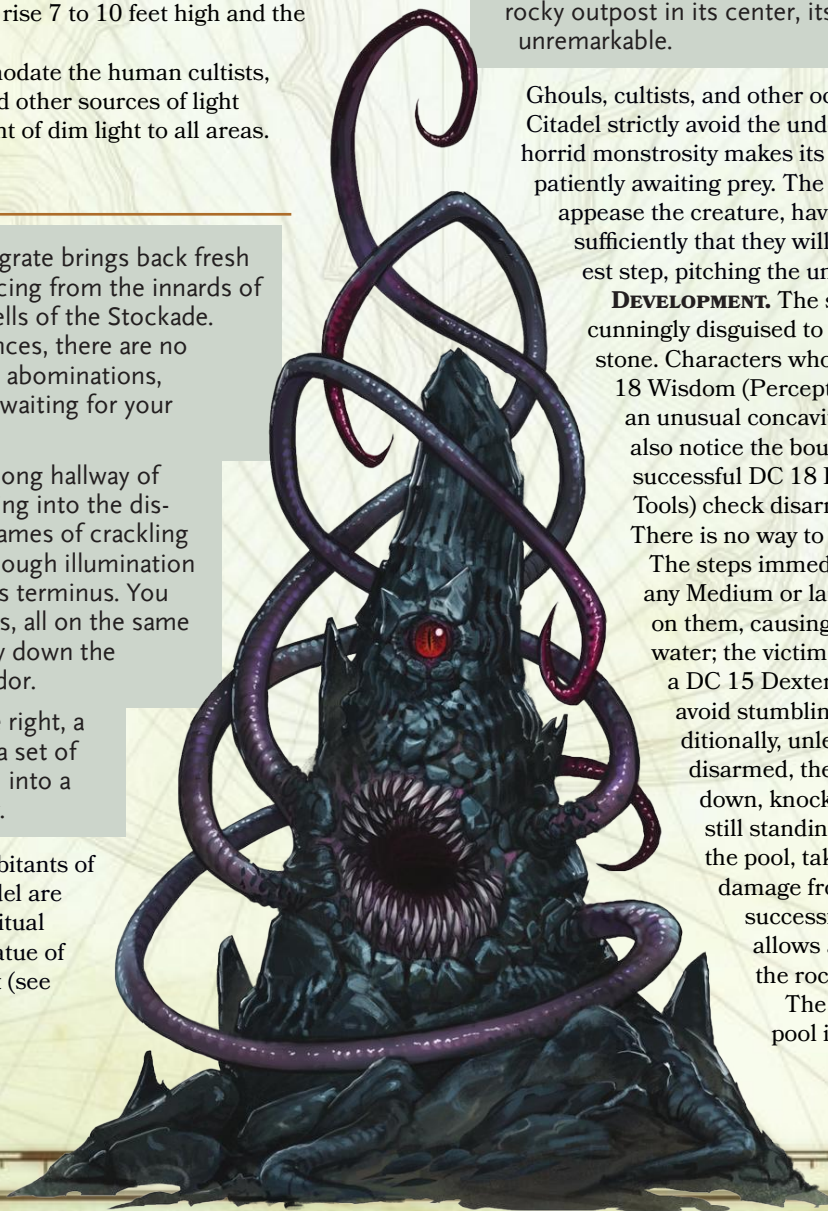 rise 7 to 10 feet high and the
odate the human cultists,
d other sources of light
nt of dim light to all areas.
grate brings back fresh
cing from the innards of
ells of the Stockade.
nces, there are no
abominations,
waiting for your
ong hallway of
ng into the dis-
ames of crackling
ough illumination
s terminus. You
s, all on the same
y down the
dor.
right, a
a set of
into a
.
bitants of
del are
itual
atue of
t (see
rocky outpost in its center, its
unremarkable.
Ghouls, cultists, and other oc
Citadel strictly avoid the und
horrid monstrosity makes its
patiently awaiting prey. The
appease the creature, hav
sufficiently that they will
est step, pitching the un
DEVELOPMENT. The s
cunningly disguised to
stone. Characters who
18 Wisdom (Percept
an unusual concavit
also notice the bou
successful DC 18 I
Tools) check disarm
There is no way to
The steps immed
any Medium or la
on them, causing
water; the victim
a DC 15 Dexter
avoid stumblin
ditionally, unle
disarmed, the
down, knock
still standin
the pool, tak
damage fro
success
allows a
the roc
The
pool i